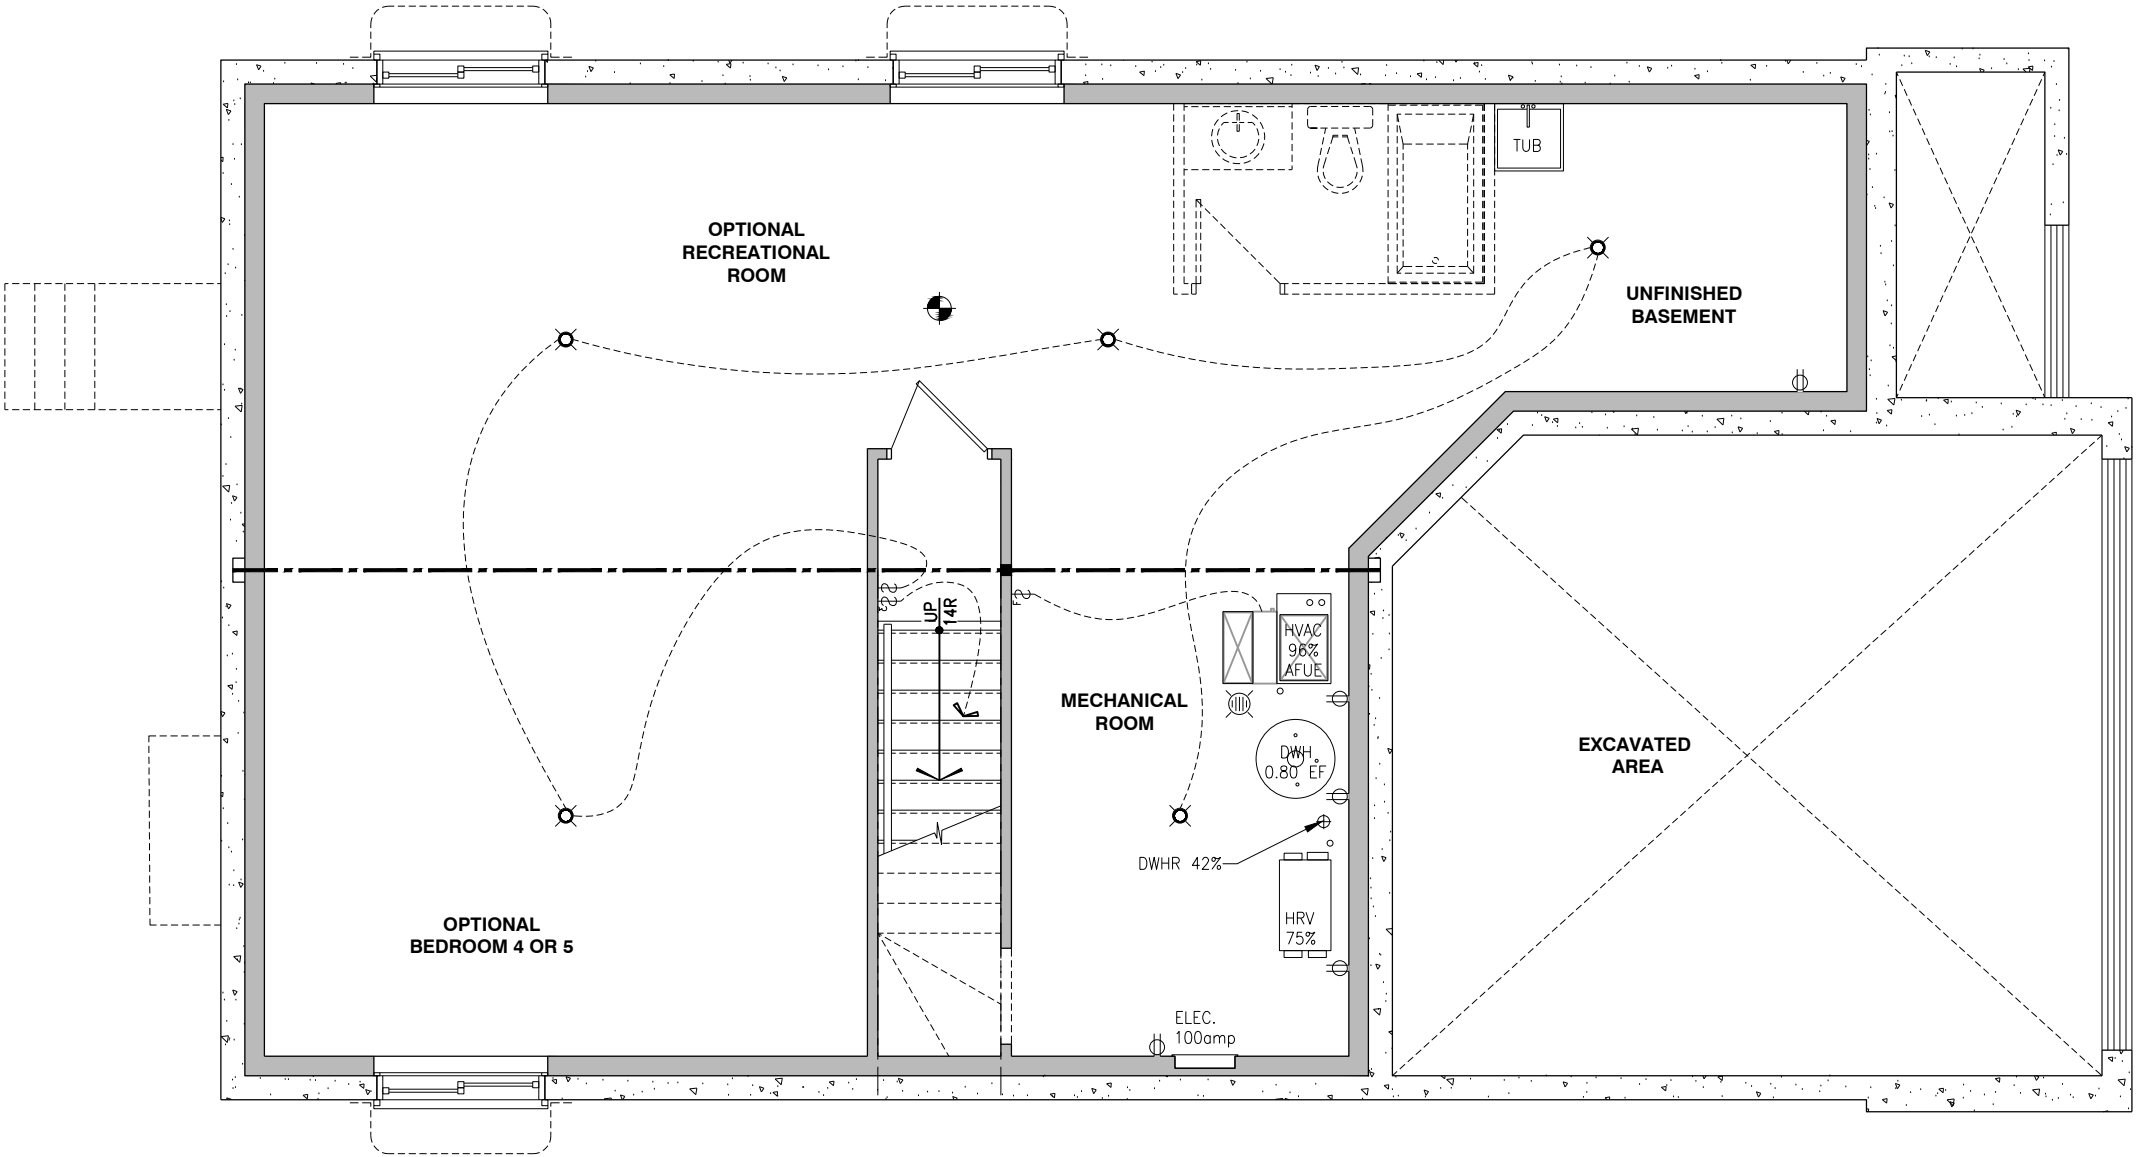 TUB
OPTIONAL
RECREATIONAL
ROOM
UNFINISHED
BASEMENT
UP
14R
HVAC
96%
AFUE
MECHANICAL
ROOM
DWH
0.80 EF
EXCAVATED
AREA
DWHR 42%
OPTIONAL
BEDROOM 4 OR 5
HRV
75%
ELEC.
100amp